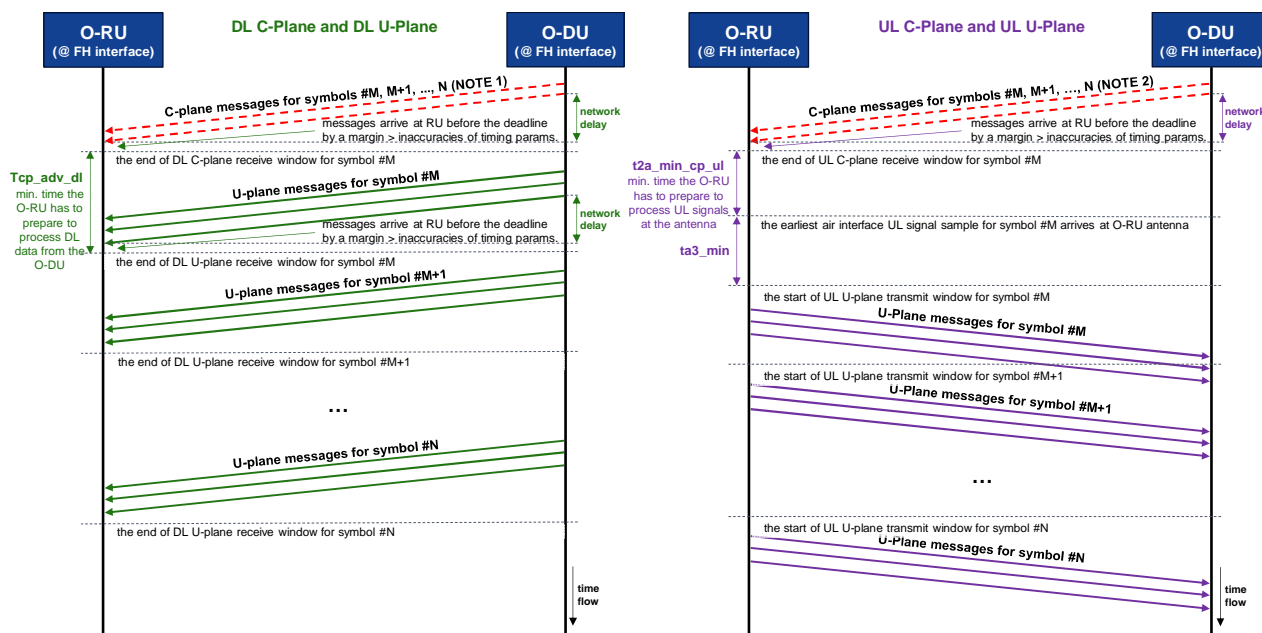 DL C-Plane and DL U-Plane
O-RU
(@ FH interface)
O-DU
(@ FH interface)
C-plane messages for symbols #M, M+1, ..., N (NOTE 1)
network
delay
messages arrive at RU before the deadline
by a margin > inaccuracies of timing params.
the end of DL C-plane receive window for symbol #M
Tcp_adv_dl
min. time the
O-RU has to
prepare to
process DL
data from the
O-DU
U-plane messages for symbol #M
network
delay
messages arrive at RU before the deadline
by a margin > inaccuracies of timing params.
the end of DL U-plane receive window for symbol #M
U-plane messages for symbol #M+1
the end of DL U-plane receive window for symbol #M+1
...
U-plane messages for symbol #N
the end of DL U-plane receive window for symbol #N
time
flow
UL C-Plane and UL U-Plane
O-RU
(@ FH interface)
O-DU
(@ FH interface)
C-plane messages for symbols #M, M+1, …, N (NOTE 2)
network
delay
messages arrive at RU before the deadline
by a margin > inaccuracies of timing params.
the end of UL C-plane receive window for symbol #M
t2a_min_cp_ul
min. time the O-RU
has to prepare to
process UL signals
at the antenna
the earliest air interface UL signal sample for symbol #M arrives at O-RU antenna
ta3_min
the start of UL U-plane transmit window for symbol #M
U-Plane messages for symbol #M
the start of UL U-plane transmit window for symbol #M+1
U-Plane messages for symbol #M+1
...
the start of UL U-plane transmit window for symbol #N
U-Plane messages for symbol #N
time
flow